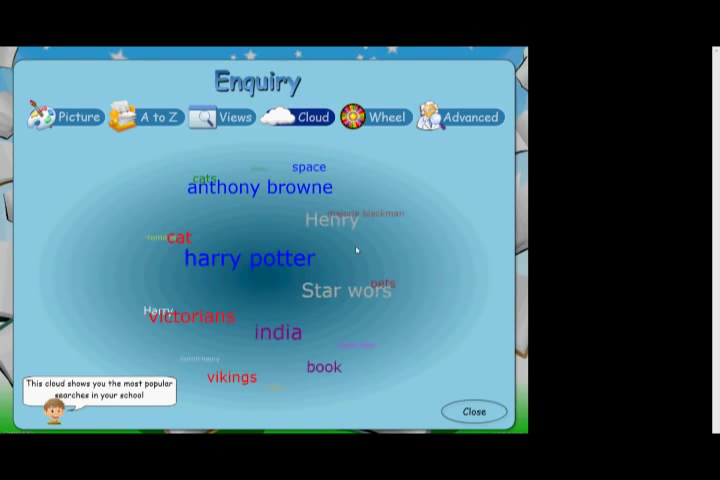 Enquiry
Picture
A to Z
Views
Cloud
Wheel
Advanced
space
cats
anthony browne
malorie blackman
Henry
cat
harry potter
pets
Star wors
Harry
victorians
india
book
vikings
This cloud shows you the most popular
searches in your school
Close